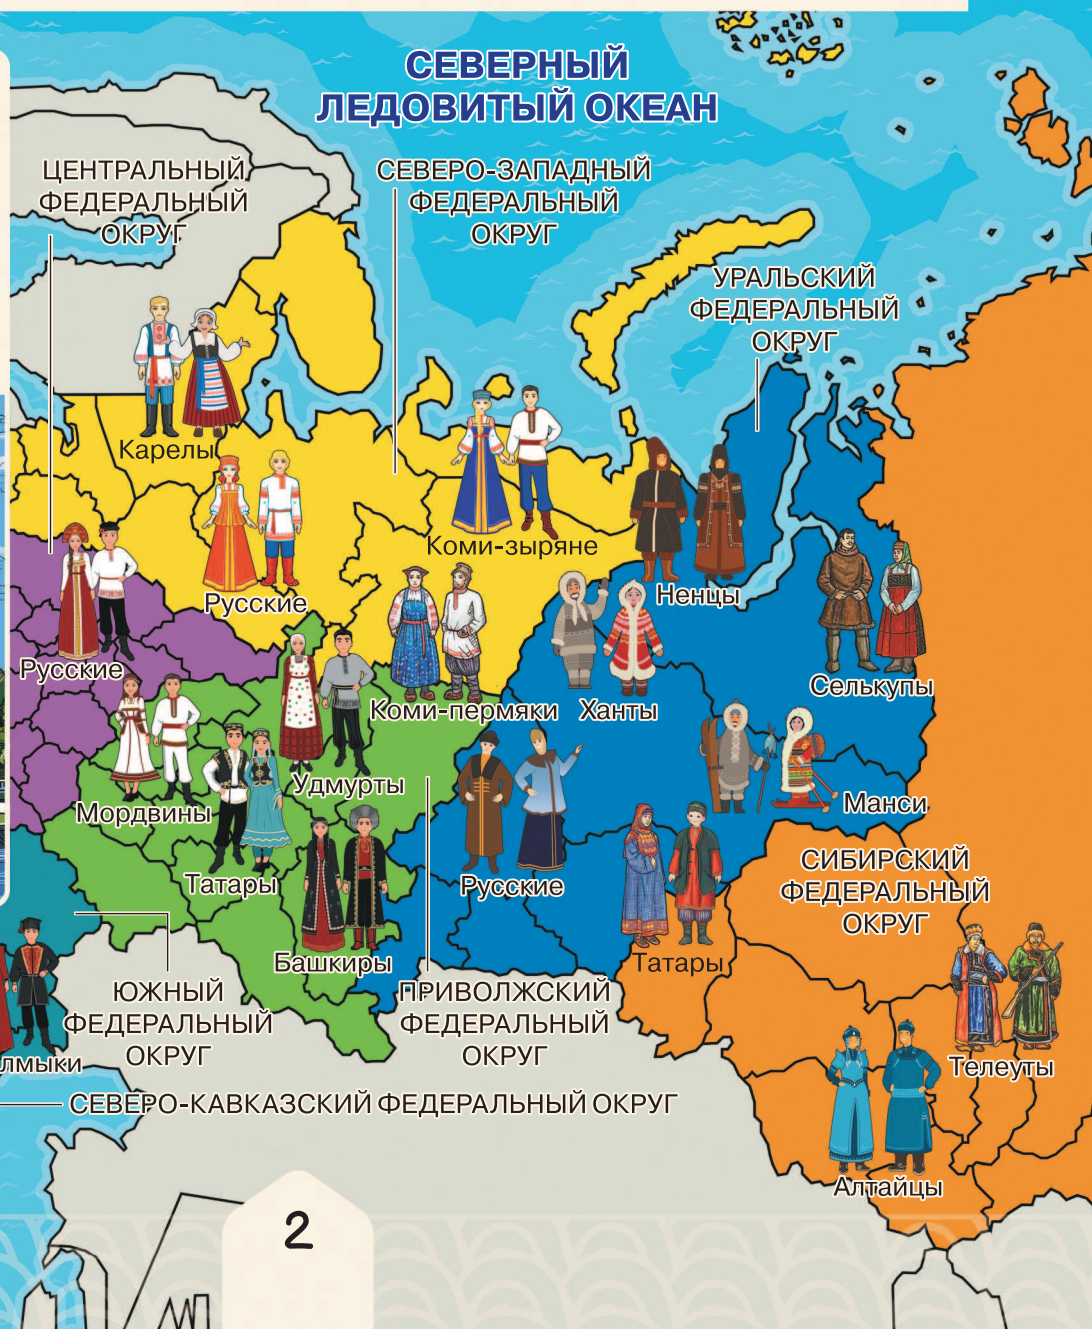 СЕВЕРНЫЙ
ЛЕДОВИТЫЙ ОКЕАН
ЦЕНТРАЛЬНЫЙ
ФЕДЕРАЛЬНЫЙ
ОКРУГ
СЕВЕРО-ЗАПАДНЫЙ
ФЕДЕРАЛЬНЫЙ
ОКРУГ
УРАЛЬСКИЙ
ФЕДЕРАЛЬНЫЙ
ОКРУГ
Карелы
Коми-зыряне
Ненцы
Русские
Русские
Селькупы
Коми-пермяки
Ханты
Удмурты
Мордвины
Манси
Татары
Русские
СИБИРСКИЙ
ФЕДЕРАЛЬНЫЙ
ОКРУГ
Башкиры
Татары
ЮЖНЫЙ
ФЕДЕРАЛЬНЫЙ
ОКРУГ
ПРИВОЛЖСКИЙ
ФЕДЕРАЛЬНЫЙ
ОКРУГ
лмыки
Телеуты
СЕВЕРО-КАВКАЗСКИЙ ФЕДЕРАЛЬНЫЙ ОКРУГ
Алтайцы
2